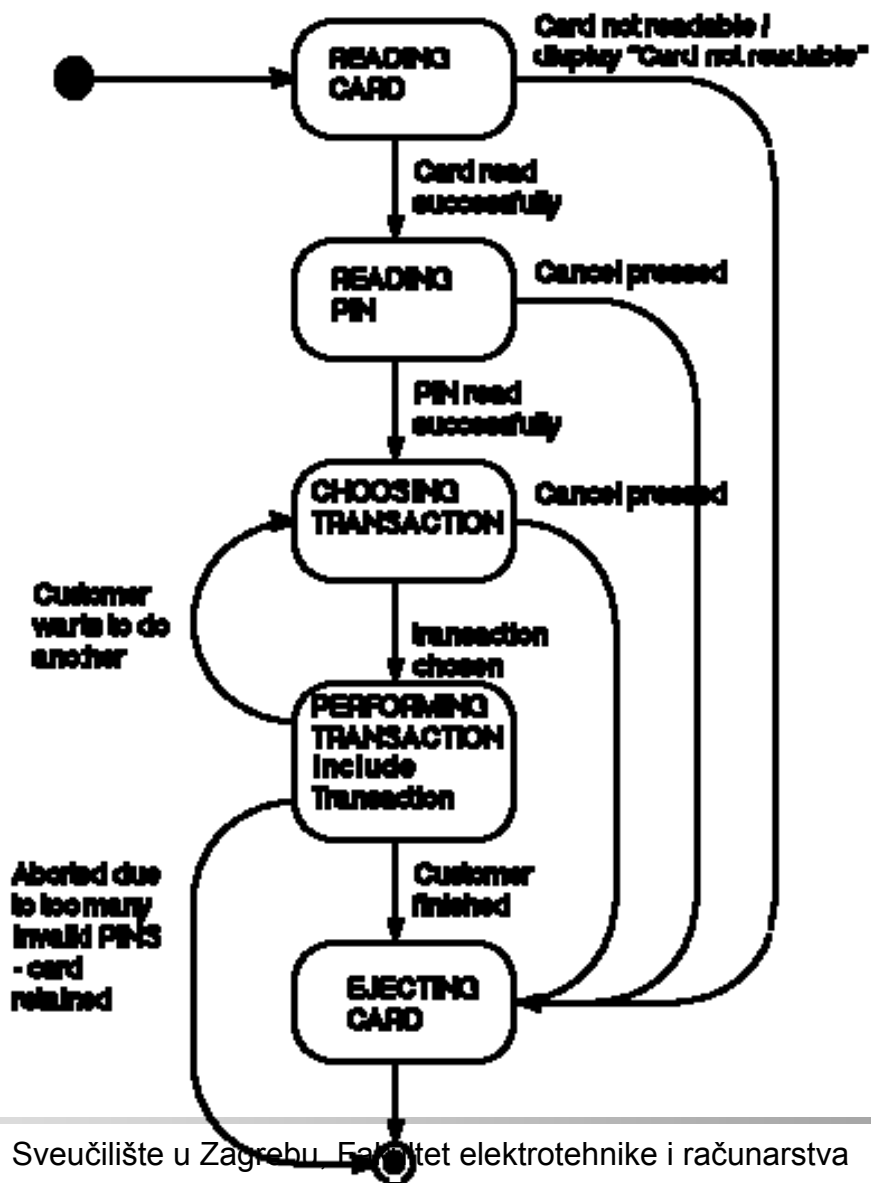 Card not readable /
display "Card not readable"
READING
CARD
Card read
successfully
READING
PIN
Cancel pressed
PIN read
successfully
CHOOSING
TRANSACTION
Cancel pressed
Customer
wants to do
another
transaction
chosen
PERFORMING
TRANSACTION
Include
Transaction
Aborted due
to too many
invalid PINS
- card
retained
Customer
finished
EJECTING
CARD
Sveučilište u Zagrebu, Fakultet elektrotehnike i računarstva